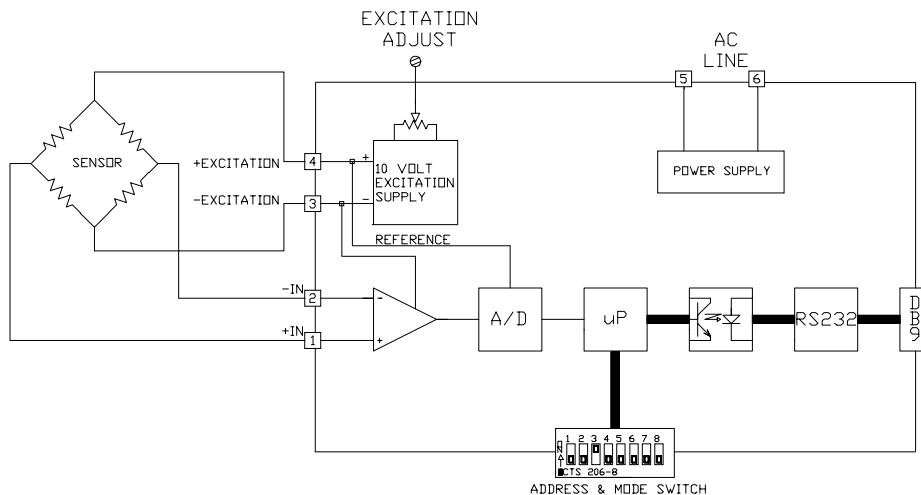 EXCITATION
ADJUST
AC
LINE
5
6
SENSOR
+EXCITATION
4
+
10 VOLT
EXCITATION
SUPPLY
POWER SUPPLY
-EXCITATION
3
-
REFERENCE
-IN
2
-
+IN
1
+
A/D
uP
RS232
DB9
1 2 3 4 5 6 7 8
CTS 206-8
ADDRESS & MODE SWITCH